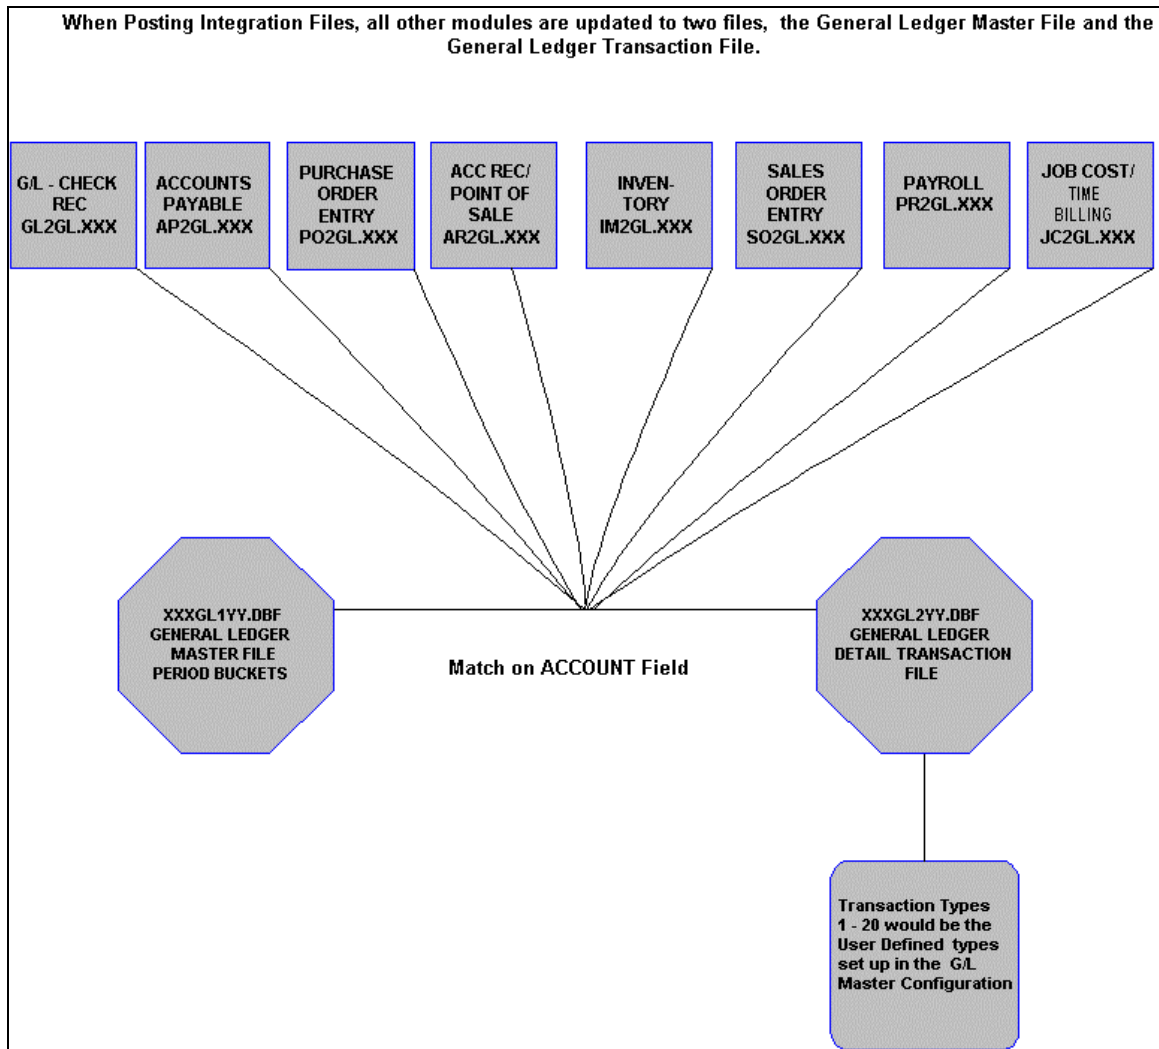 When Posting Integration Files, all other modules are updated to two files, the General Ledger Master File and the
General Ledger Transaction File.
G/L - CHECK
REC
GL2GL.XXX
ACCOUNTS
PAYABLE
AP2GL.XXX
PURCHASE
ORDER
ENTRY
PO2GL.XXX
ACC REC/
POINT OF
SALE
AR2GL.XXX
INVEN-
TORY
IM2GL.XXX
SALES
ORDER
ENTRY
SO2GL.XXX
PAYROLL
PR2GL.XXX
JOB COST/
TIME
BILLING
JC2GL.XXX
XXXGL1YY.DBF
GENERAL LEDGER
MASTER FILE
PERIOD BUCKETS
Match on ACCOUNT Field
XXXGL2YY.DBF
GENERAL LEDGER
DETAIL TRANSACTION
FILE
Transaction Types
1 - 20 would be the
User Defined types
set up in the G/L
Master Configuration